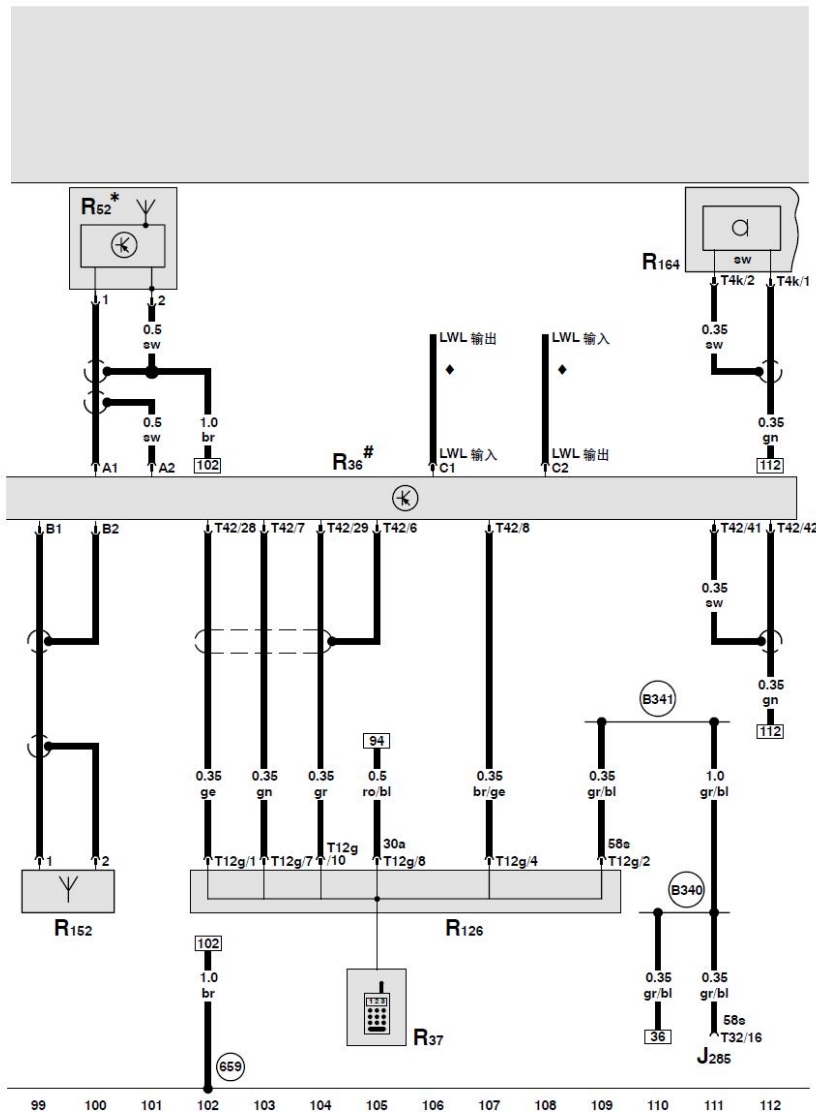 R52*
R164
sw
1
2
T4k/2
T4k/1
0.5
sw
LWL 输出
LWL 输入
0.35
sw
♦
♦
0.5
sw
1.0
br
0.35
gn
102
R36#
LWL 输入
LWL 输出
112
A1
A2
C1
C2
B1
B2
T42/28
T42/7
T42/29
T42/6
T42/8
T42/41
T42/42
0.35
sw
0.35
gn
B341
112
94
0.35
ge
0.35
gn
0.35
gr
0.5
ro/bl
0.35
br/ge
0.35
gr/bl
1.0
gr/bl
30a
58s
1
2
T12g/1
T12g/7
T12g
/10
T12g/8
T12g/4
T12g/2
B340
R152
R126
102
1.0
br
1 2 3
0.35
gr/bl
0.35
gr/bl
R37
58s
36
T32/16
J285
659
99 100 101 102 103 104 105 106 107 108 109 110 111 112